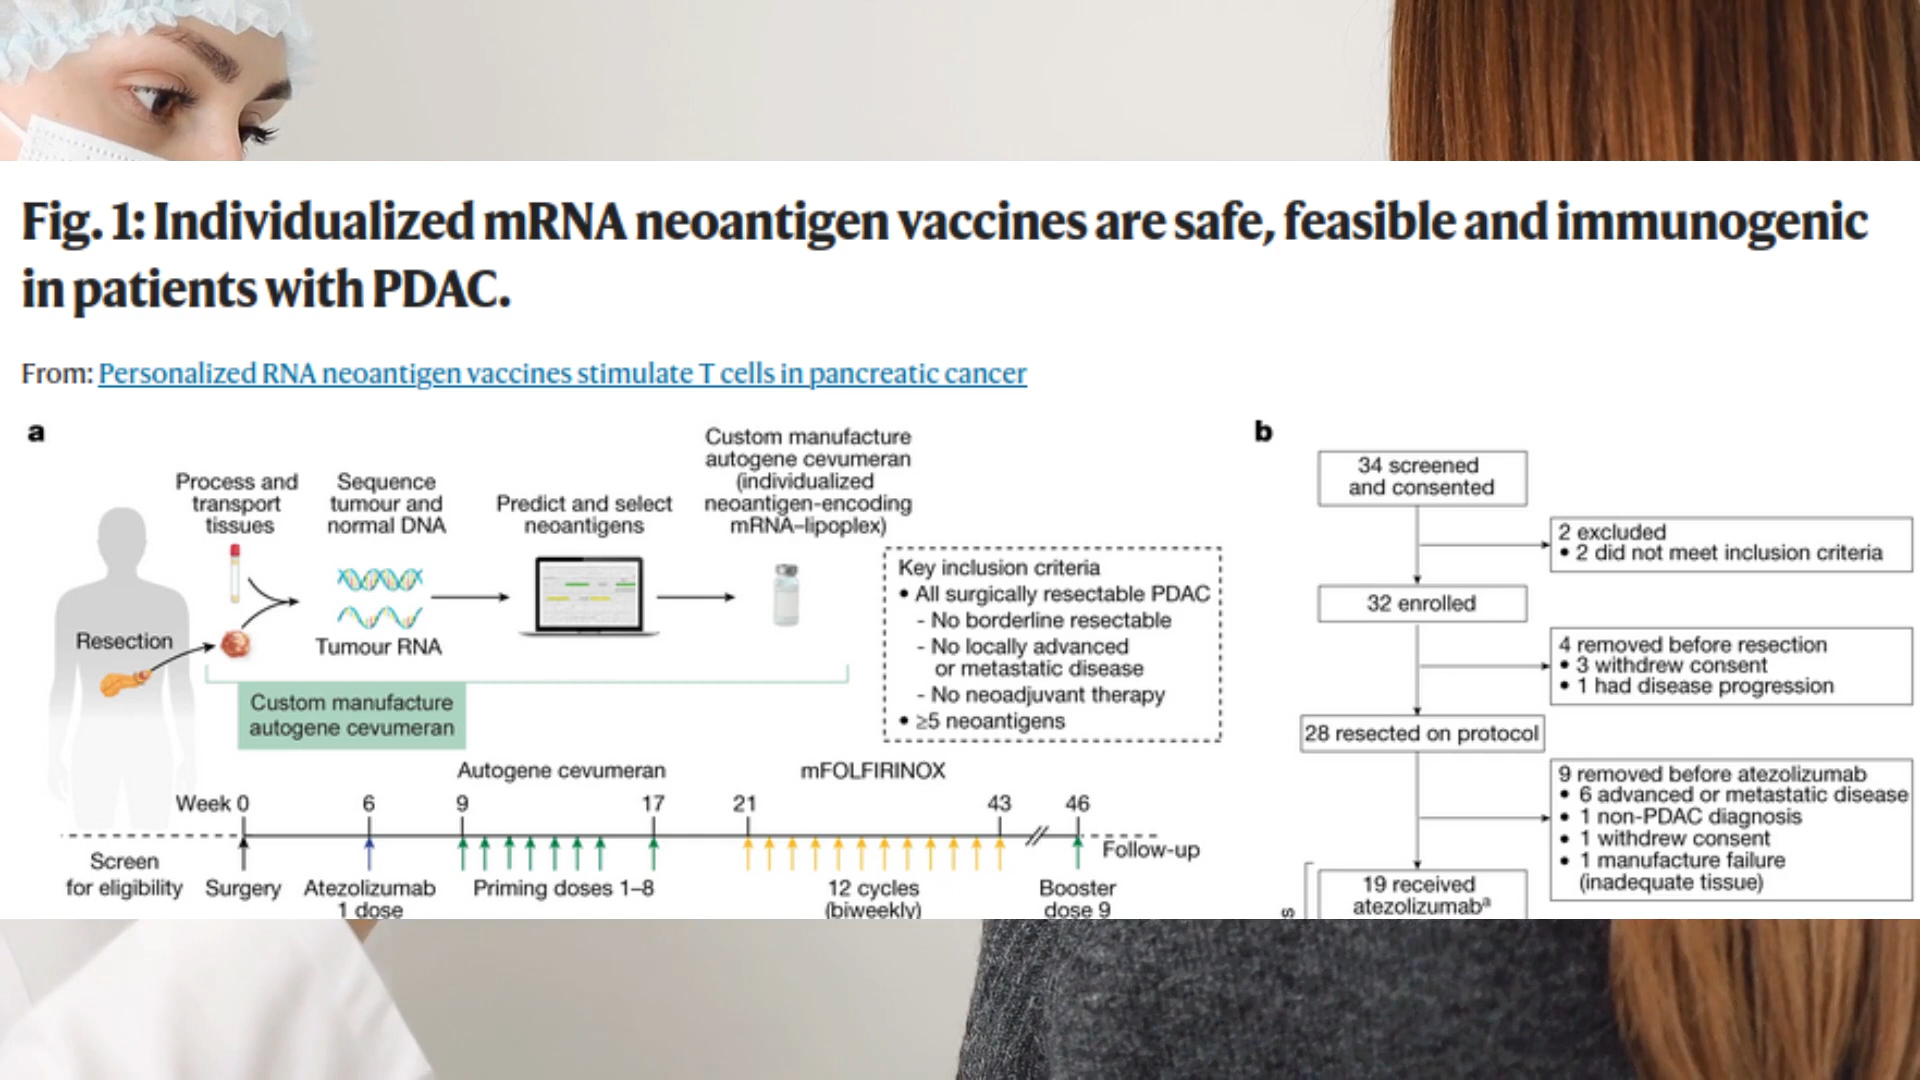 Fig. 1: Individualized mRNA neoantigen vaccines are safe, feasible and immunogenic
in patients with PDAC.
From: Personalized RNA neoantigen vaccines stimulate T cells in pancreatic cancer
a
Process and
transport
tissues
Sequence
tumour and
normal DNA
Predict and select
neoantigens
Custom manufacture
autogene cevumeran
(individualized
neoantigen-encoding
mRNA–lipoplex)
Resection
Tumour RNA
Custom manufacture
autogene cevumeran
Key inclusion criteria
• All surgically resectable PDAC
- No borderline resectable
- No locally advanced
or metastatic disease
- No neoadjuvant therapy
• ≥5 neoantigens
Autogene cevumeran
mFOLFIRINOX
Week 0 6 9 17 21 43 46
Screen
for eligibility
Surgery
Atezolizumab
1 dose
Priming doses 1–8
12 cycles
(biweekly)
Booster
dose 9
Follow-up
b
34 screened
and consented
2 excluded
• 2 did not meet inclusion criteria
32 enrolled
4 removed before resection
• 3 withdrew consent
• 1 had disease progression
28 resected on protocol
9 removed before atezolizumab
• 6 advanced or metastatic disease
• 1 non-PDAC diagnosis
• 1 withdrew consent
• 1 manufacture failure
(inadequate tissue)
19 received
atezolizumabᵃ